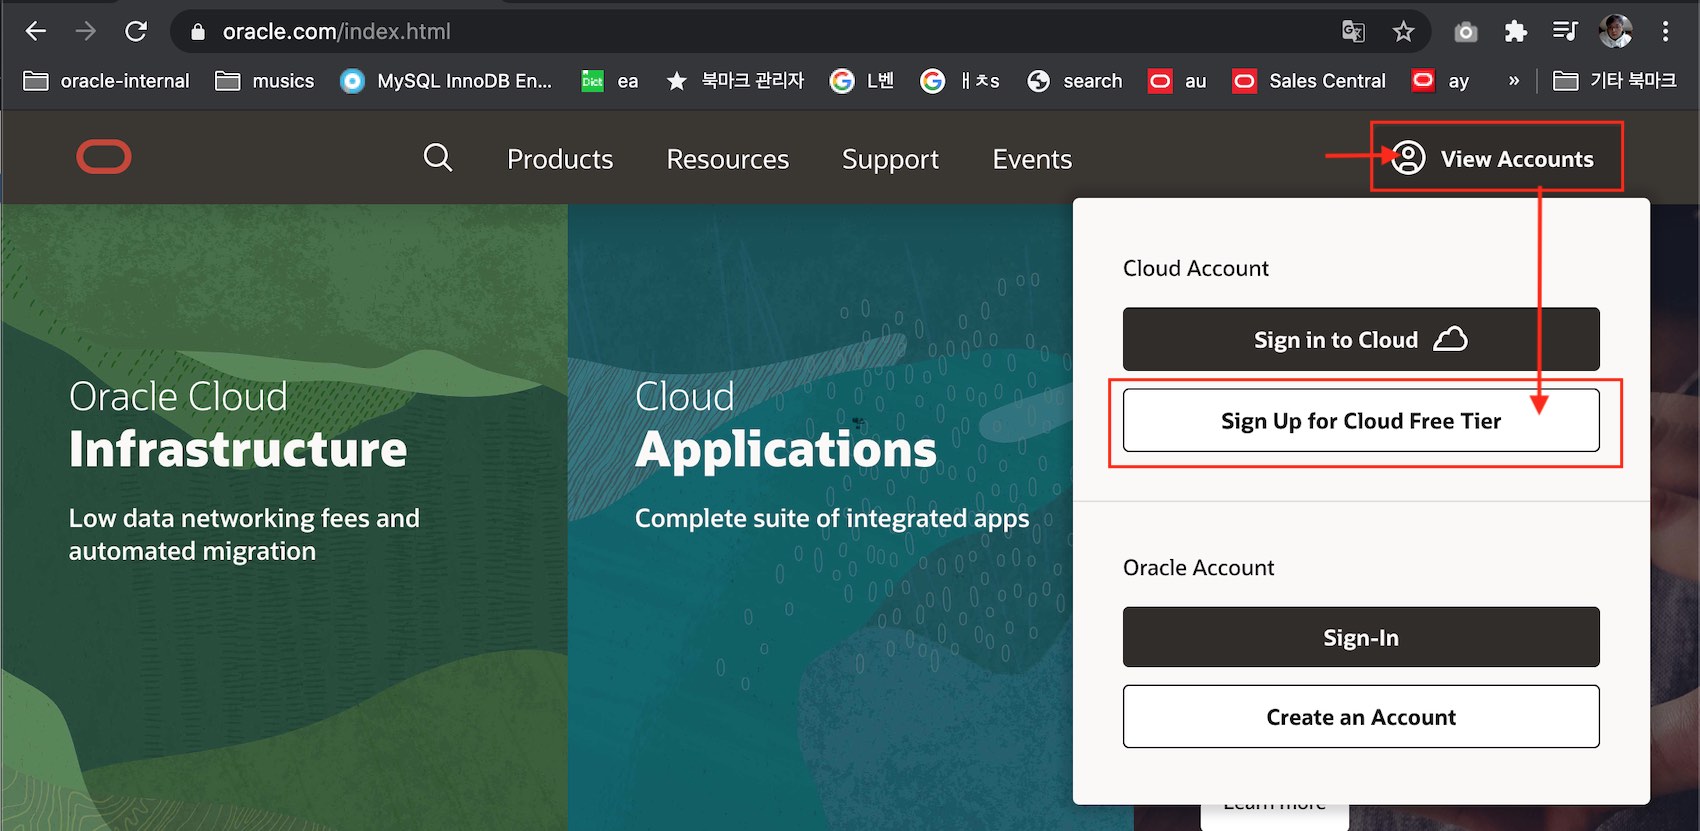 oracle.com/index.html
oracle-internal
musics
MySQL InnoDB En...
Dict
ea
북마크 관리자
L벤
ㅐㅊs
search
au
Sales Central
ay
»
기타 북마크
Products
Resources
Support
Events
View Accounts
Cloud Account
Sign in to Cloud
Sign Up for Cloud Free Tier
Oracle Account
Sign-In
Create an Account
Oracle Cloud
Infrastructure
Low data networking fees and
automated migration
Cloud
Applications
Complete suite of integrated apps
Learn more